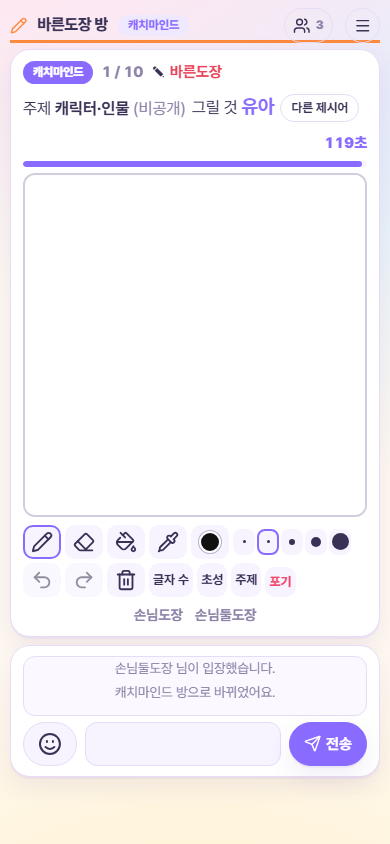 바른도장 방 캐치마인드 3
캐치마인드 1 / 10 바른도장
주제 캐릭터·인물 (비공개) 그릴 것 유아 다른 제시어
119초
글자 수 초성 주제 포기
손님도장 손님둘도장
손님둘도장 님이 입장했습니다.
캐치마인드 방으로 바뀌었어요.
전송